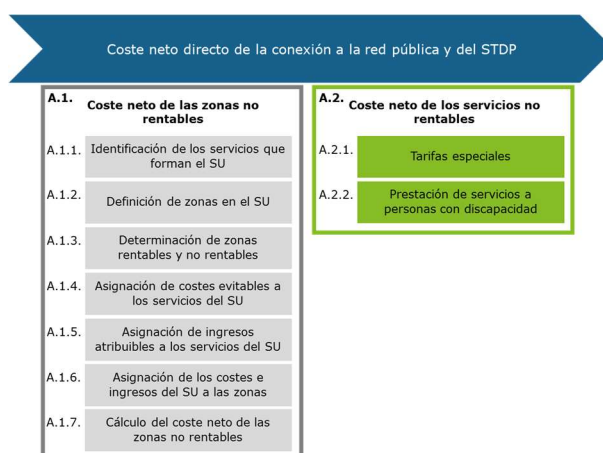 Coste neto directo de la conexión a la red pública y del STDP
A.1. Coste neto de las zonas no
rentables
A.1.1. Identificación de los servicios que
forman el SU
A.1.2. Definición de zonas en el SU
A.1.3. Determinación de zonas
rentables y no rentables
A.1.4. Asignación de costes evitables a
los servicios del SU
A.1.5. Asignación de ingresos
atribuibles a los servicios del SU
A.1.6. Asignación de los costes e
ingresos del SU a las zonas
A.1.7. Cálculo del coste neto de las
zonas no rentables
A.2. Coste neto de los servicios no
rentables
A.2.1. Tarifas especiales
A.2.2. Prestación de servicios a
personas con discapacidad